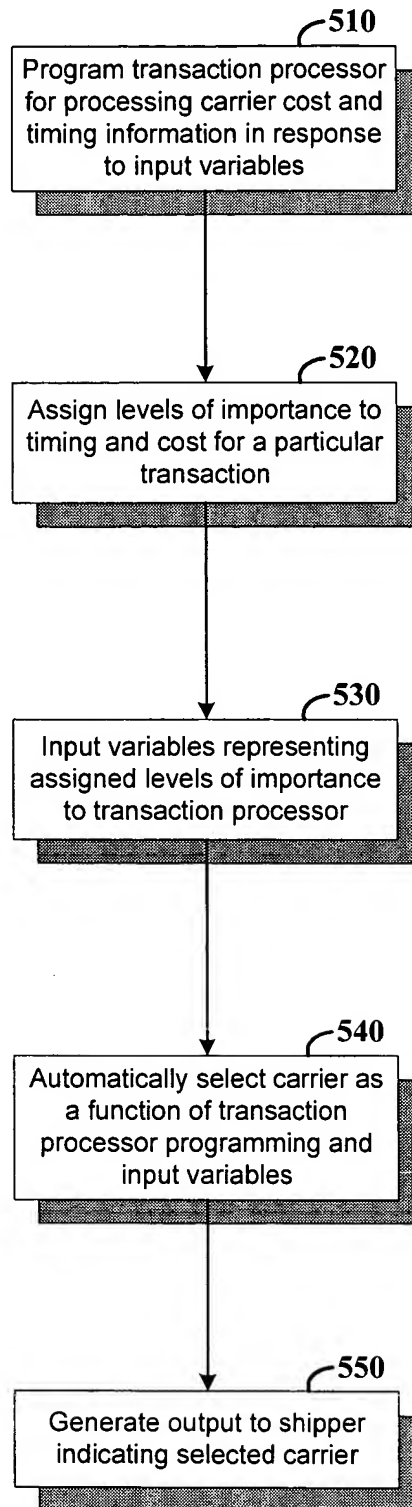 510
Program transaction processor
for processing carrier cost and
timing information in response
to input variables
520
Assign levels of importance to
timing and cost for a particular
transaction
530
Input variables representing
assigned levels of importance
to transaction processor
540
Automatically select carrier as
a function of transaction
processor programming and
input variables
550
Generate output to shipper
indicating selected carrier